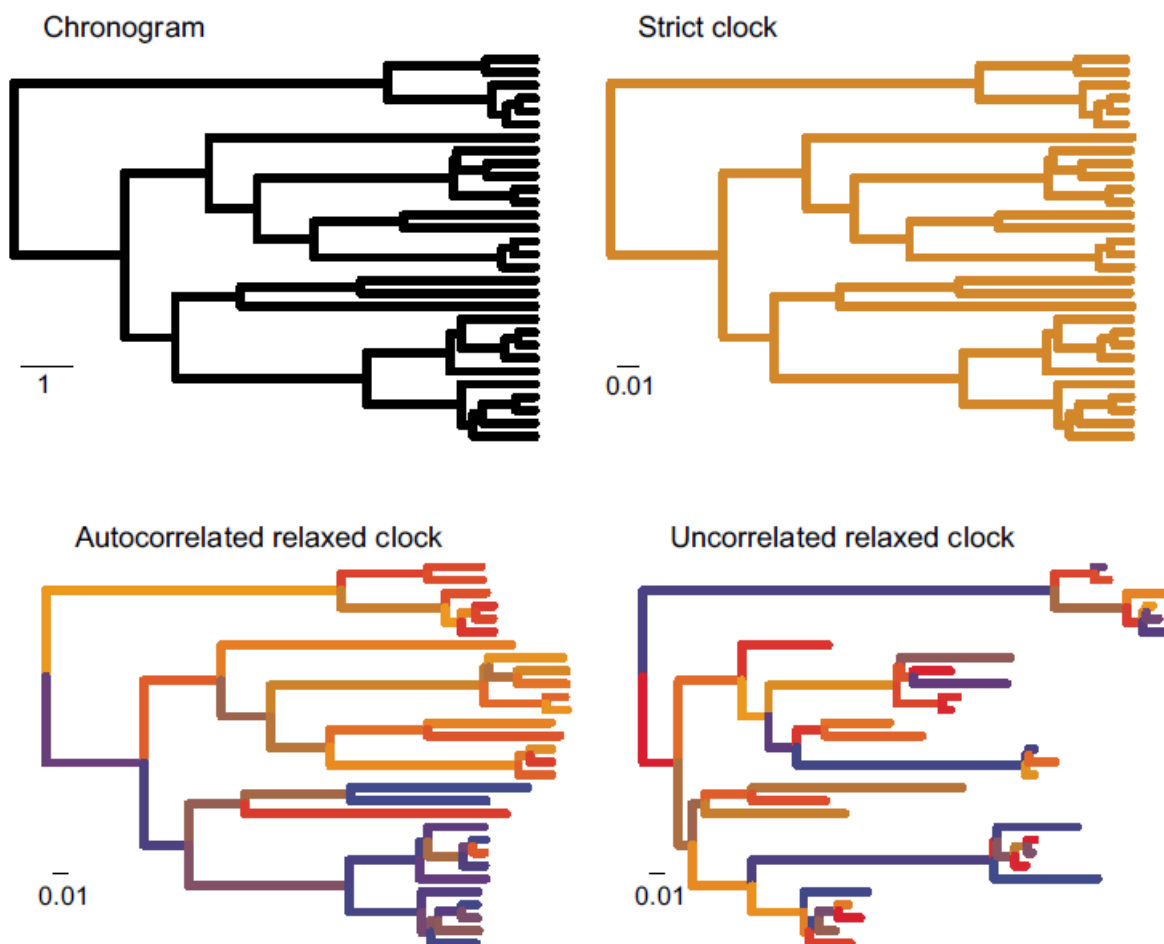 Chronogram
Strict clock
1
0.01
Autocorrelated relaxed clock
Uncorrelated relaxed clock
0.01
0.01